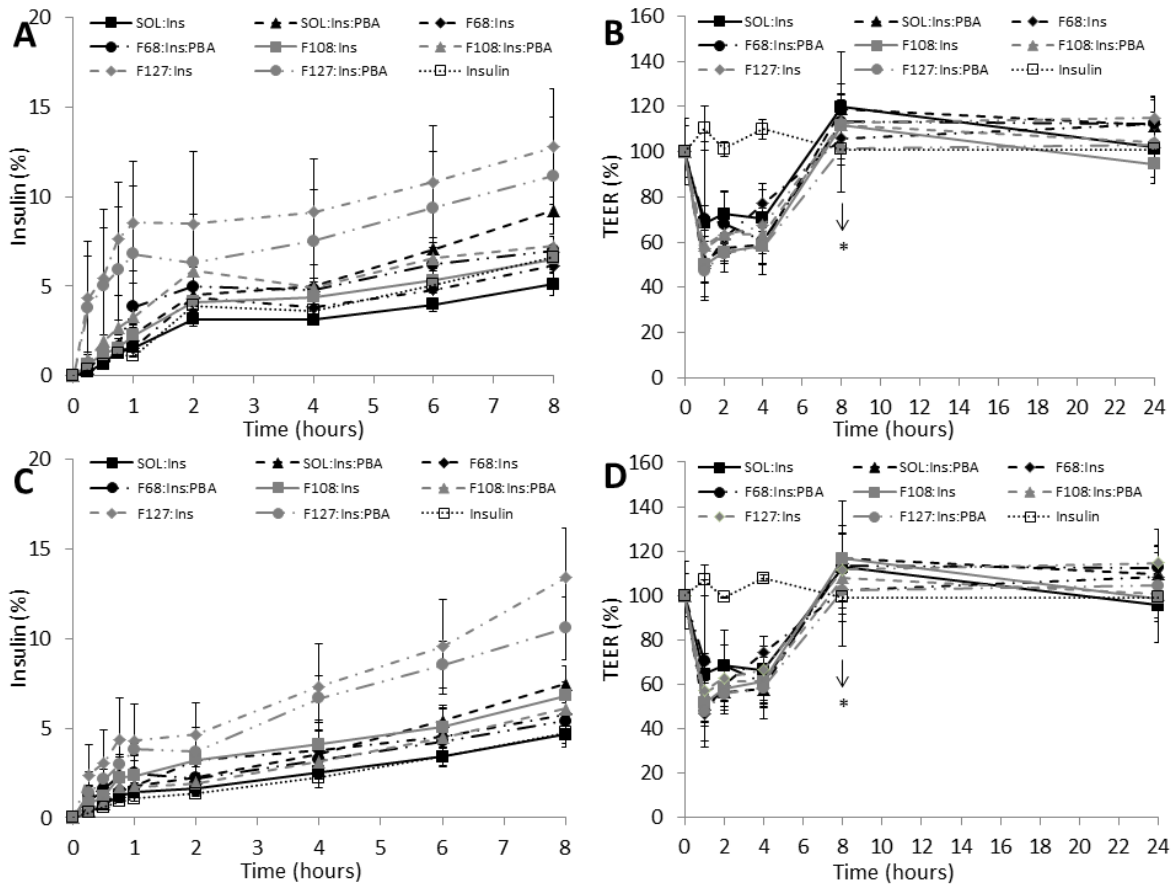 A
Insulin (%)
20
15
10
5
0
SOL:Ins SOL:Ins:PBA F68:Ins
F68:Ins:PBA F108:Ins F108:Ins:PBA
F127:Ins F127:Ins:PBA Insulin
0 1 2 3 4 5 6 7 8
Time (hours)
B
TEER (%)
160
140
120
100
80
60
40
20
0
SOL:Ins SOL:Ins:PBA F68:Ins
F68:Ins:PBA F108:Ins F108:Ins:PBA
F127:Ins F127:Ins:PBA Insulin
*
0 2 4 6 8 10 12 14 16 18 20 22 24
Time (hours)
C
Insulin (%)
20
15
10
5
0
SOL:Ins SOL:Ins:PBA F68:Ins
F68:Ins:PBA F108:Ins F108:Ins:PBA
F127:Ins F127:Ins:PBA Insulin
0 1 2 3 4 5 6 7 8
Time (hours)
D
TEER (%)
160
140
120
100
80
60
40
20
0
SOL:Ins SOL:Ins:PBA F68:Ins
F68:Ins:PBA F108:Ins F108:Ins:PBA
F127:Ins F127:Ins:PBA Insulin
*
0 2 4 6 8 10 12 14 16 18 20 22 24
Time (hours)